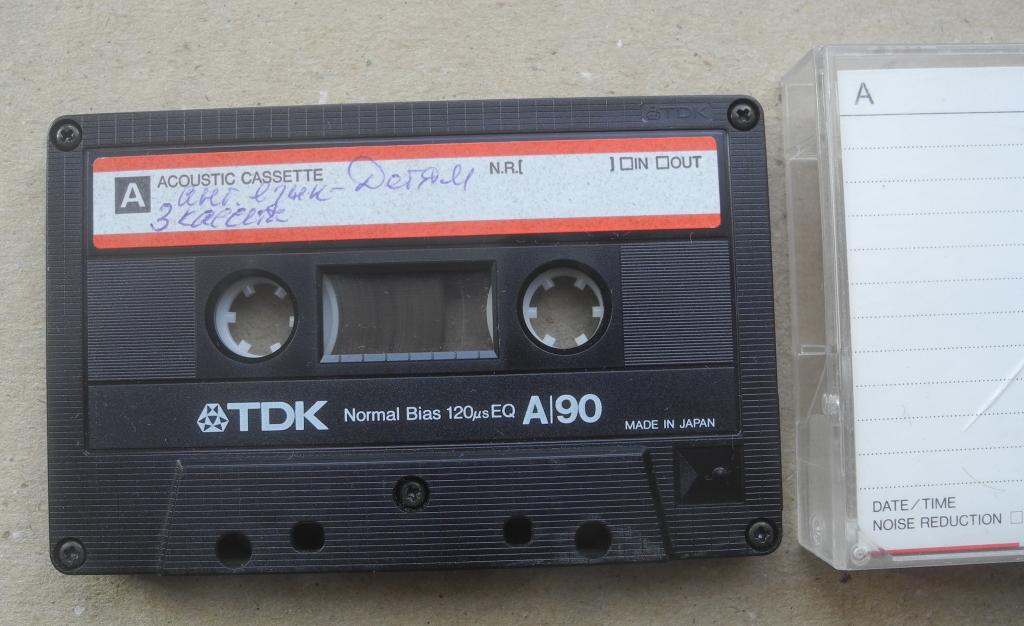 TDK
ACOUSTIC CASSETTE N.R.[ ] □IN □OUT
A
анг. язык - Детям
3 кассета
TDK Normal Bias 120µs EQ A|90
MADE IN JAPAN
A
DATE/TIME
NOISE REDUCTION □